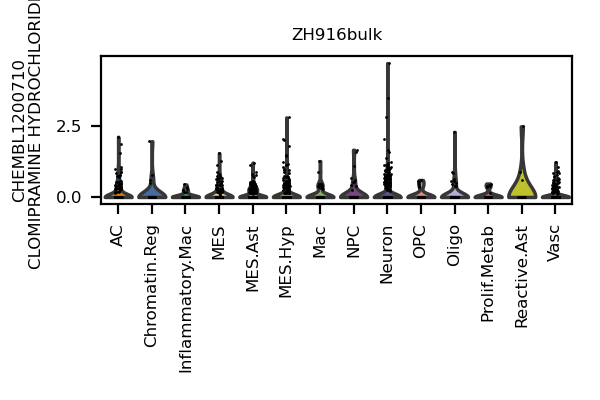 ZH916bulk
CHEMBL1200710
CLOMIPRAMINE HYDROCHLORIDE
2.5
0.0
AC
Chromatin.Reg
Inflammatory.Mac
MES
MES.Ast
MES.Hyp
Mac
NPC
Neuron
OPC
Oligo
Prolif.Metab
Reactive.Ast
Vasc